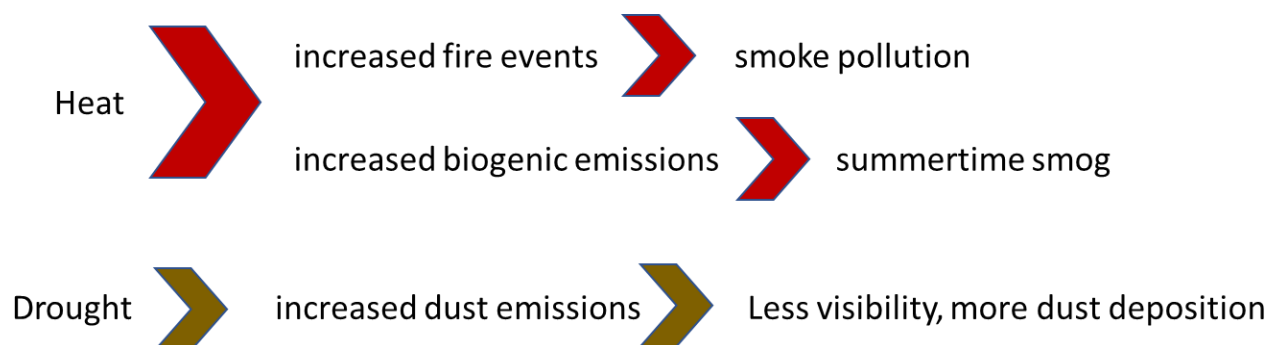 increased fire events
smoke pollution
Heat
increased biogenic emissions
summertime smog
Drought
increased dust emissions
Less visibility, more dust deposition